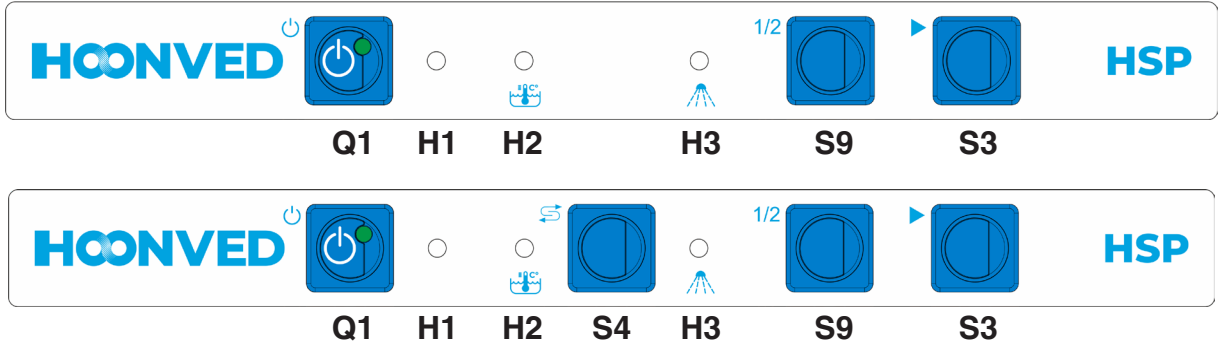 HOONVED 1/2 HSP
Q1 H1 H2 H3 S9 S3
HOONVED 1/2 HSP
Q1 H1 H2 S4 H3 S9 S3